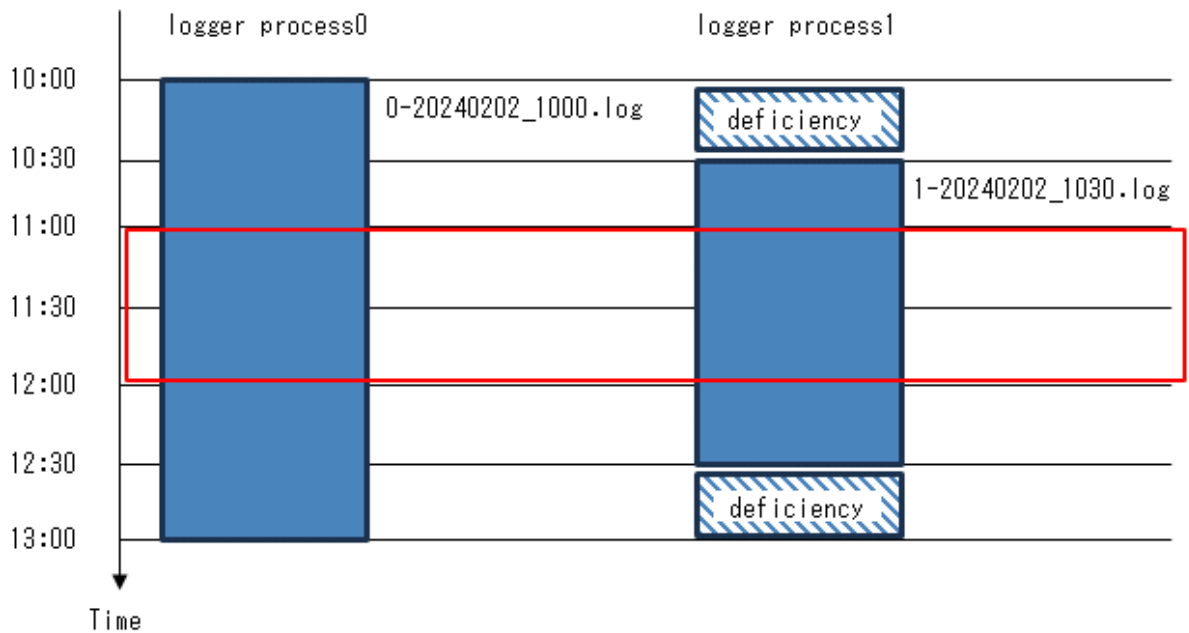 logger process0
logger process1
10:00
0-20240202_1000.log
deficiency
10:30
1-20240202_1030.log
11:00
11:30
12:00
12:30
deficiency
13:00
Time